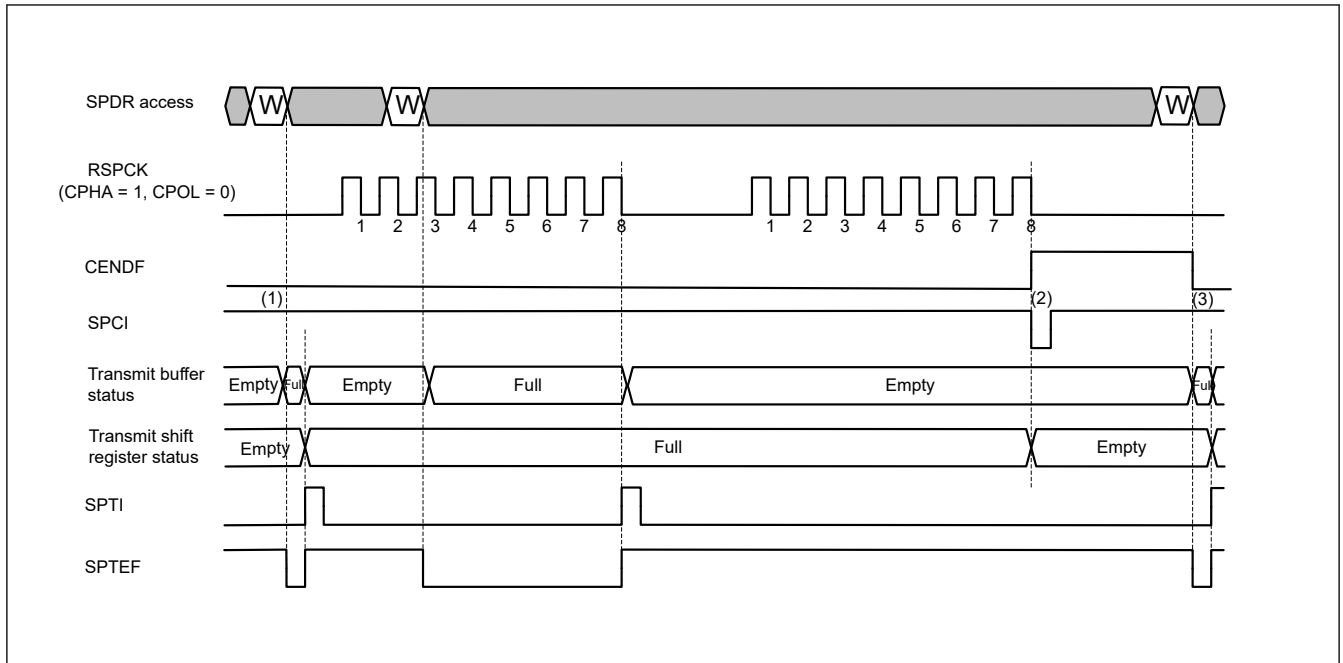 SPDR access
W
W
W
RSPCK
(CPHA = 1, CPOL = 0)
1 2 3 4 5 6 7 8
1 2 3 4 5 6 7 8
CENDF
(1)
(2)
(3)
SPCI
Transmit buffer
status
Empty
Full
Empty
Full
Empty
Full
Transmit shift
register status
Empty
Full
Empty
SPTI
SPTEF